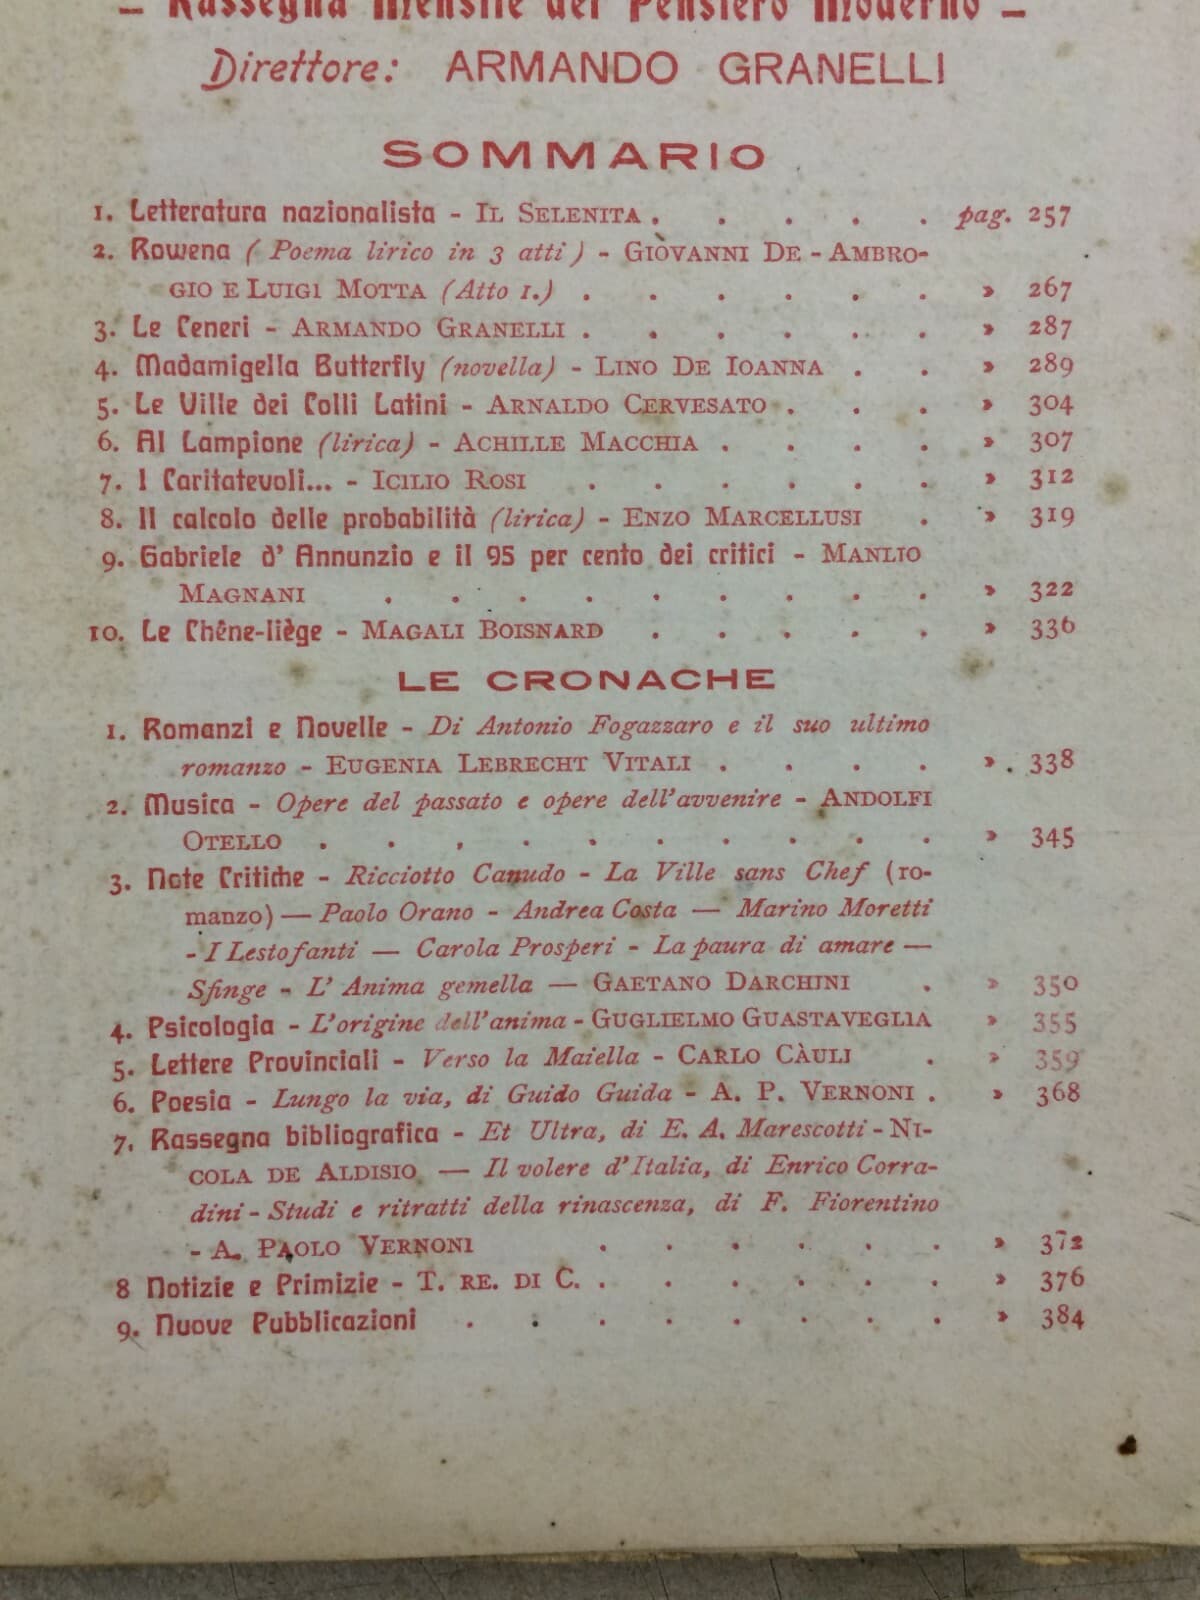 – Rassegna Mensile del Pensiero Moderno –
Direttore: ARMANDO GRANELLI
SOMMARIO
1. Letteratura nazionalista - IL SELENITA . . . . . pag. 257
2. Rowena ( Poema lirico in 3 atti ) - GIOVANNI DE - AMBRO-
GIO E LUIGI MOTTA (Atto 1.) . . . . . . » 267
3. Le Ceneri - ARMANDO GRANELLI . . . . . . » 287
4. Madamigella Butterfly (novella) - LINO DE IOANNA . . » 289
5. Le Ville dei Colli Latini - ARNALDO CERVESATO . . . » 304
6. Al Lampione (lirica) - ACHILLE MACCHIA . . . . » 307
7. I Caritatevoli... - ICILIO ROSI . . . . . . » 312
8. Il calcolo delle probabilità (lirica) - ENZO MARCELLUSI . » 319
9. Gabriele d' Annunzio e il 95 per cento dei critici - MANLIO
MAGNANI . . . . . . . . . » 322
10. Le Chêne-liège - MAGALI BOISNARD . . . . . » 336
LE CRONACHE
1. Romanzi e Novelle - Di Antonio Fogazzaro e il suo ultimo
romanzo - EUGENIA LEBRECHT VITALI . . . . » . 338
2. Musica - Opere del passato e opere dell'avvenire - ANDOLFI
OTELLO . . . . . . . . . . » 345
3. Note Critiche - Ricciotto Canudo - La Ville sans Chef (ro-
manzo) — Paolo Orano - Andrea Costa — Marino Moretti
- I Lestofanti — Carola Prosperi - La paura di amare —
Sfinge - L' Anima gemella — GAETANO DARCHINI . » 350
4. Psicologia - L'origine dell'anima - GUGLIELMO GUASTAVEGLIA » 355
5. Lettere Provinciali - Verso la Maiella - CARLO CÀULI . » 359
6. Poesia - Lungo la via, di Guido Guida - A. P. VERNONI . » 368
7. Rassegna bibliografica - Et Ultra, di E. A. Marescotti - NI-
COLA DE ALDISIO — Il volere d'Italia, di Enrico Corra-
dini - Studi e ritratti della rinascenza, di F. Fiorentino
- A. PAOLO VERNONI . . . . . . » 372
8 Notizie e Primizie - T. RE. DI C. . . . . . . » 376
9. Nuove Pubblicazioni . . . . . . . . » 384